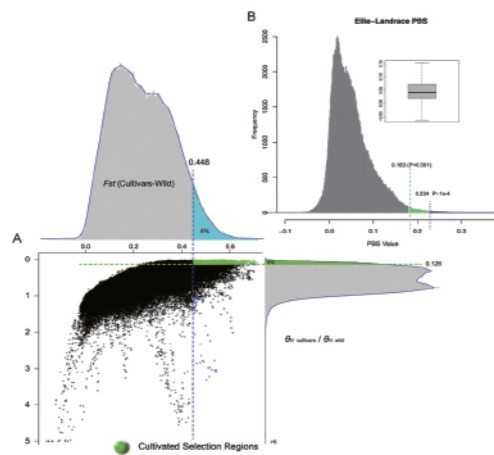 B
Elite–Landrace PBS
Frequency
2500
2000
1500
1000
500
0
0.163 (P=0.001)
0.234 P~1e-4
-0.1
0.0
0.1
0.2
0.3
PBS Value
0.448
Fst (Cultivars-Wild)
5%
A
0.0
0.2
0.4
0.6
0
1
2
3
4
5
0.126
θπ cultivars / θπ wild
>5
Cultivated Selection Regions